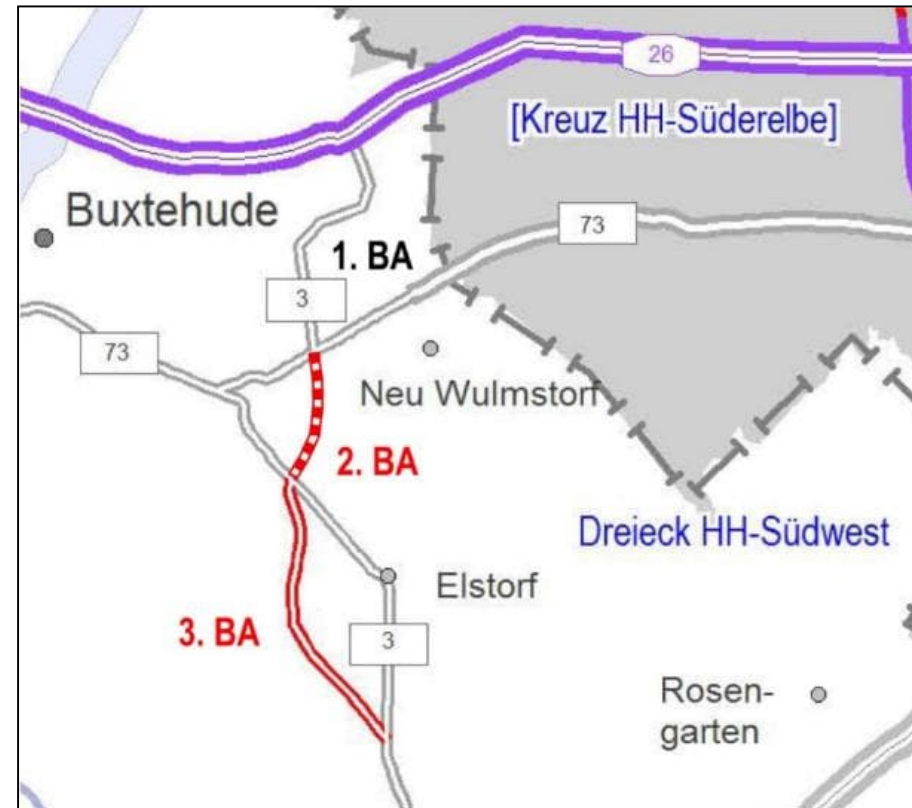 26
[Kreuz HH-Süderelbe]
Buxtehude
73
1. BA
3
73
Neu Wulmstorf
2. BA
Dreieck HH-Südwest
Elstorf
3. BA
3
Rosen-
garten